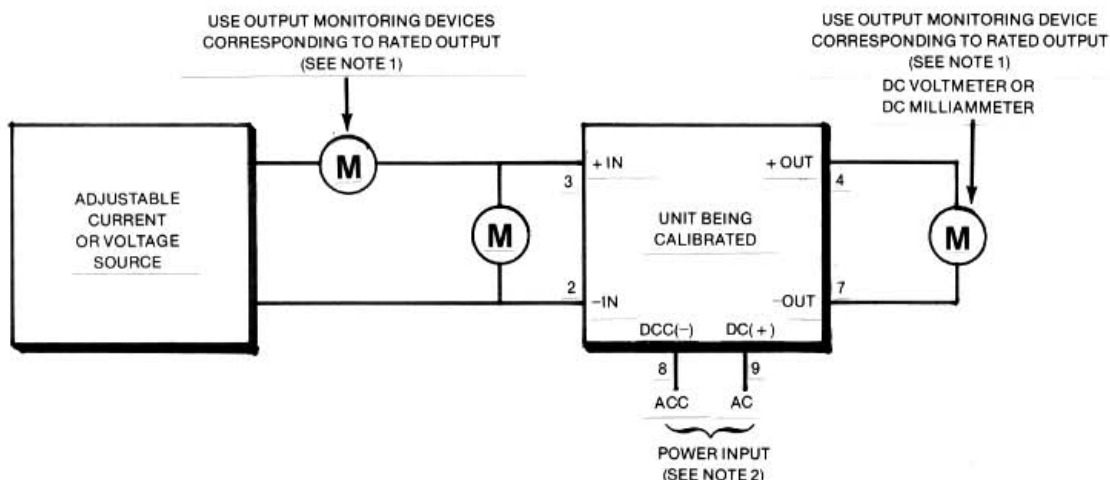 USE OUTPUT MONITORING DEVICES
CORRESPONDING TO RATED OUTPUT
(SEE NOTE 1)
USE OUTPUT MONITORING DEVICE
CORRESPONDING TO RATED OUTPUT
(SEE NOTE 1)
DC VOLTMETER OR
DC MILLIAMMETER
ADJUSTABLE
CURRENT
OR VOLTAGE
SOURCE
M
M
3
+ IN
2
−IN
UNIT BEING
CALIBRATED
+ OUT
4
−OUT
7
M
DCC(−)
DC(+)
8
9
ACC
AC
POWER INPUT
(SEE NOTE 2)